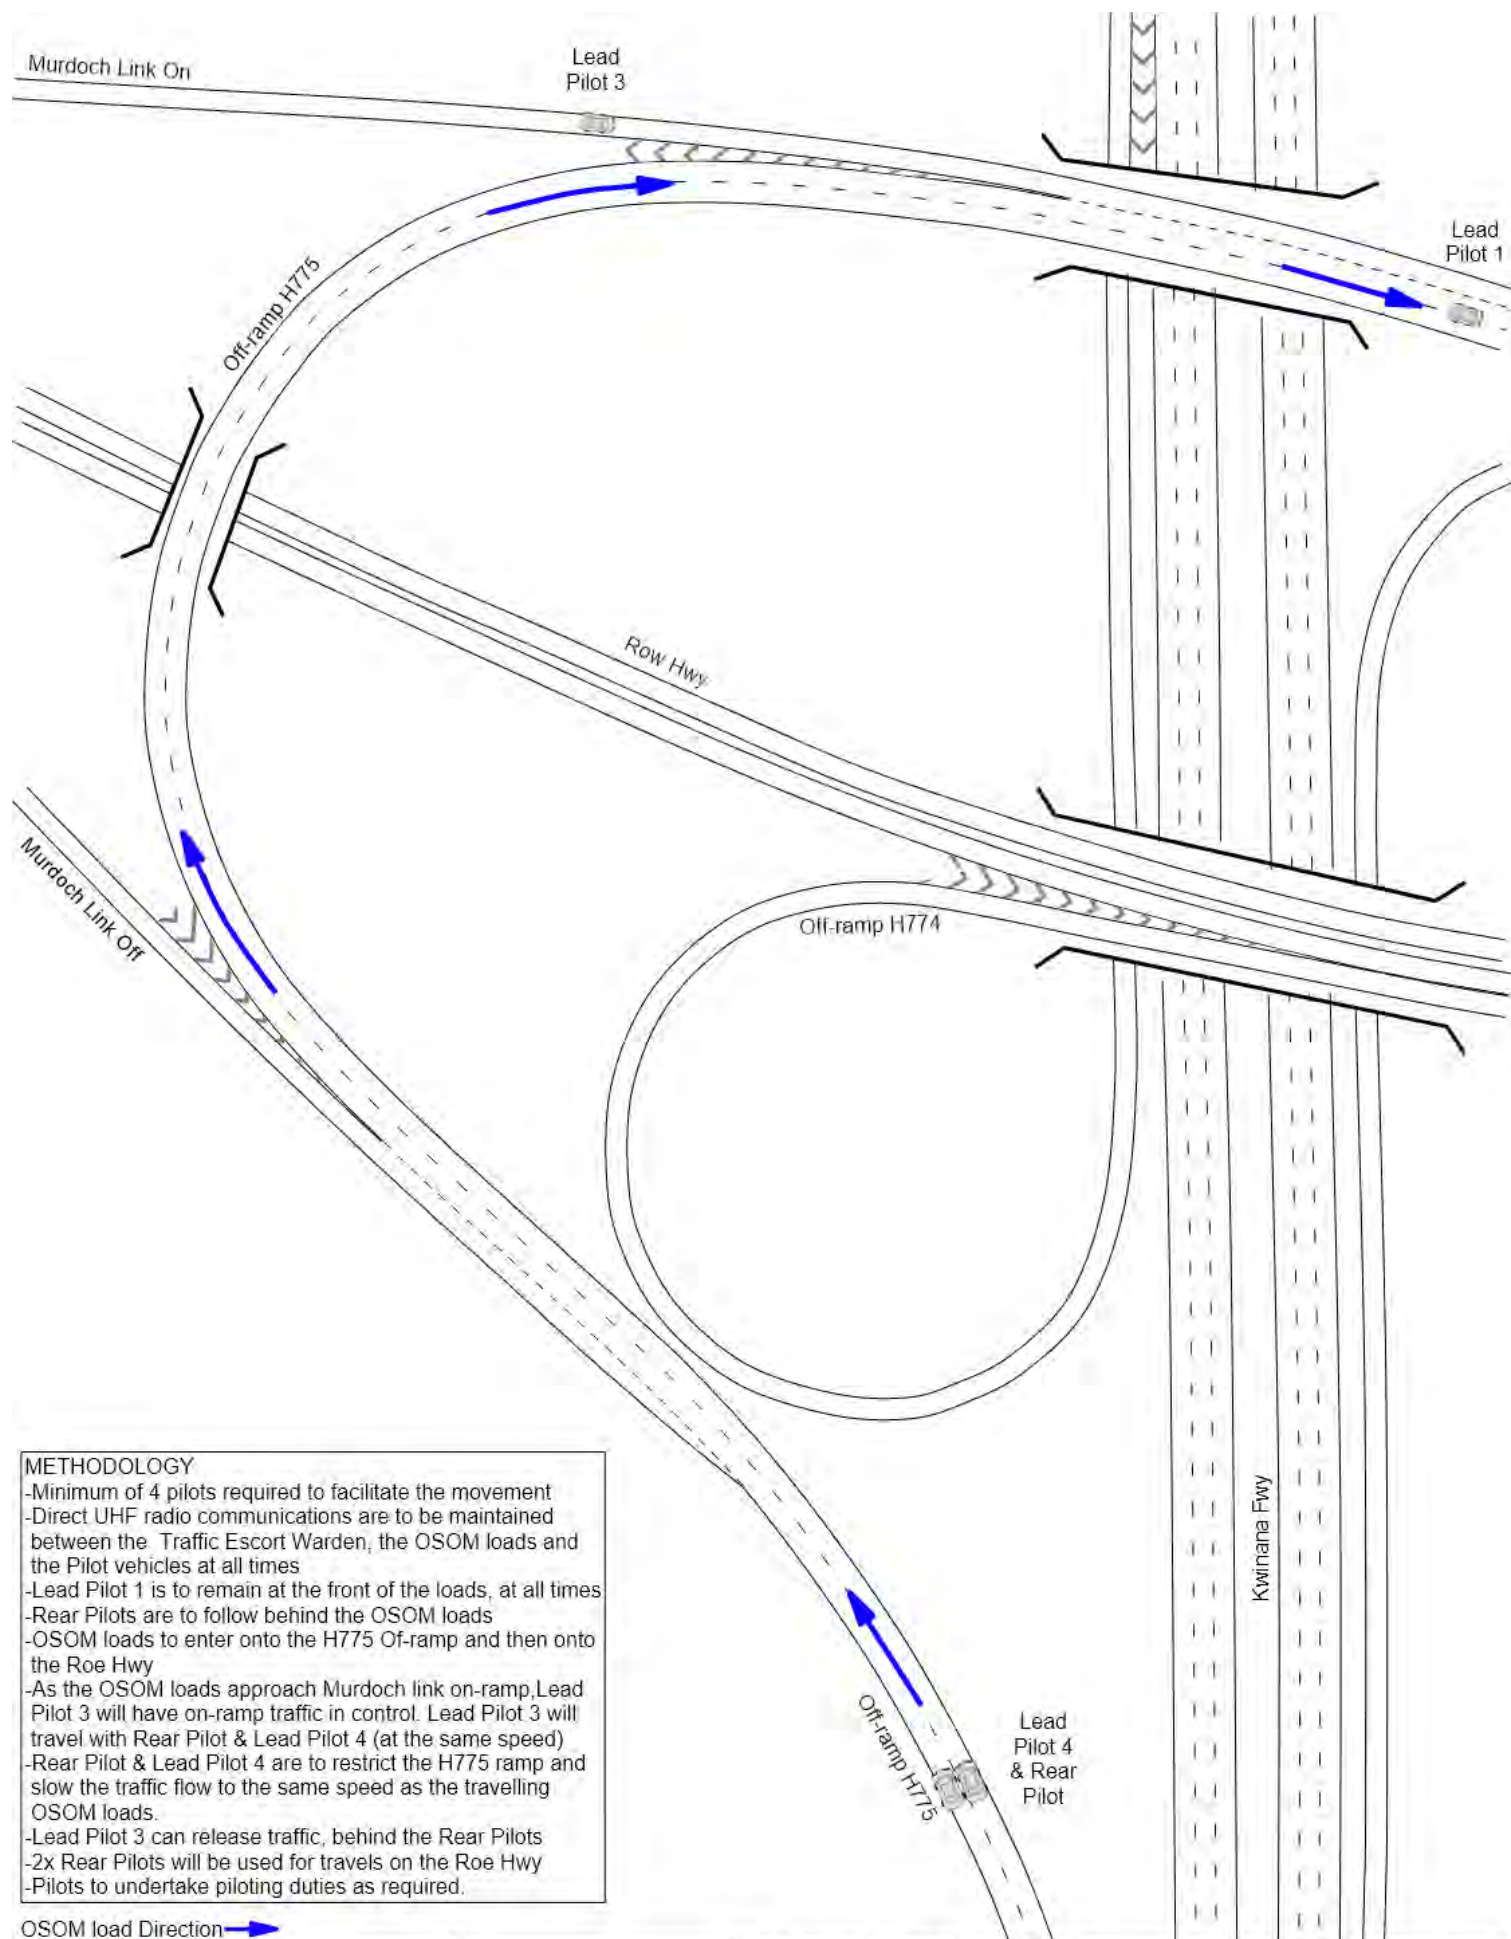 Murdoch Link On
Lead
Pilot 3
Lead
Pilot 1
Off-ramp H775
Row Hwy
Murdoch Link Off
Off-ramp H774
METHODOLOGY
-Minimum of 4 pilots required to facilitate the movement
-Direct UHF radio communications are to be maintained
between the Traffic Escort Warden, the OSOM loads and
the Pilot vehicles at all times
-Lead Pilot 1 is to remain at the front of the loads, at all times
-Rear Pilots are to follow behind the OSOM loads
-OSOM loads to enter onto the H775 Of-ramp and then onto
the Roe Hwy
-As the OSOM loads approach Murdoch link on-ramp,Lead
Pilot 3 will have on-ramp traffic in control. Lead Pilot 3 will
travel with Rear Pilot & Lead Pilot 4 (at the same speed)
-Rear Pilot & Lead Pilot 4 are to restrict the H775 ramp and
slow the traffic flow to the same speed as the travelling
OSOM loads.
-Lead Pilot 3 can release traffic, behind the Rear Pilots
-2x Rear Pilots will be used for travels on the Roe Hwy
-Pilots to undertake piloting duties as required.
OSOM load Direction
Off-ramp H775
Lead
Pilot 4
& Rear
Pilot
Kwinana Fwy